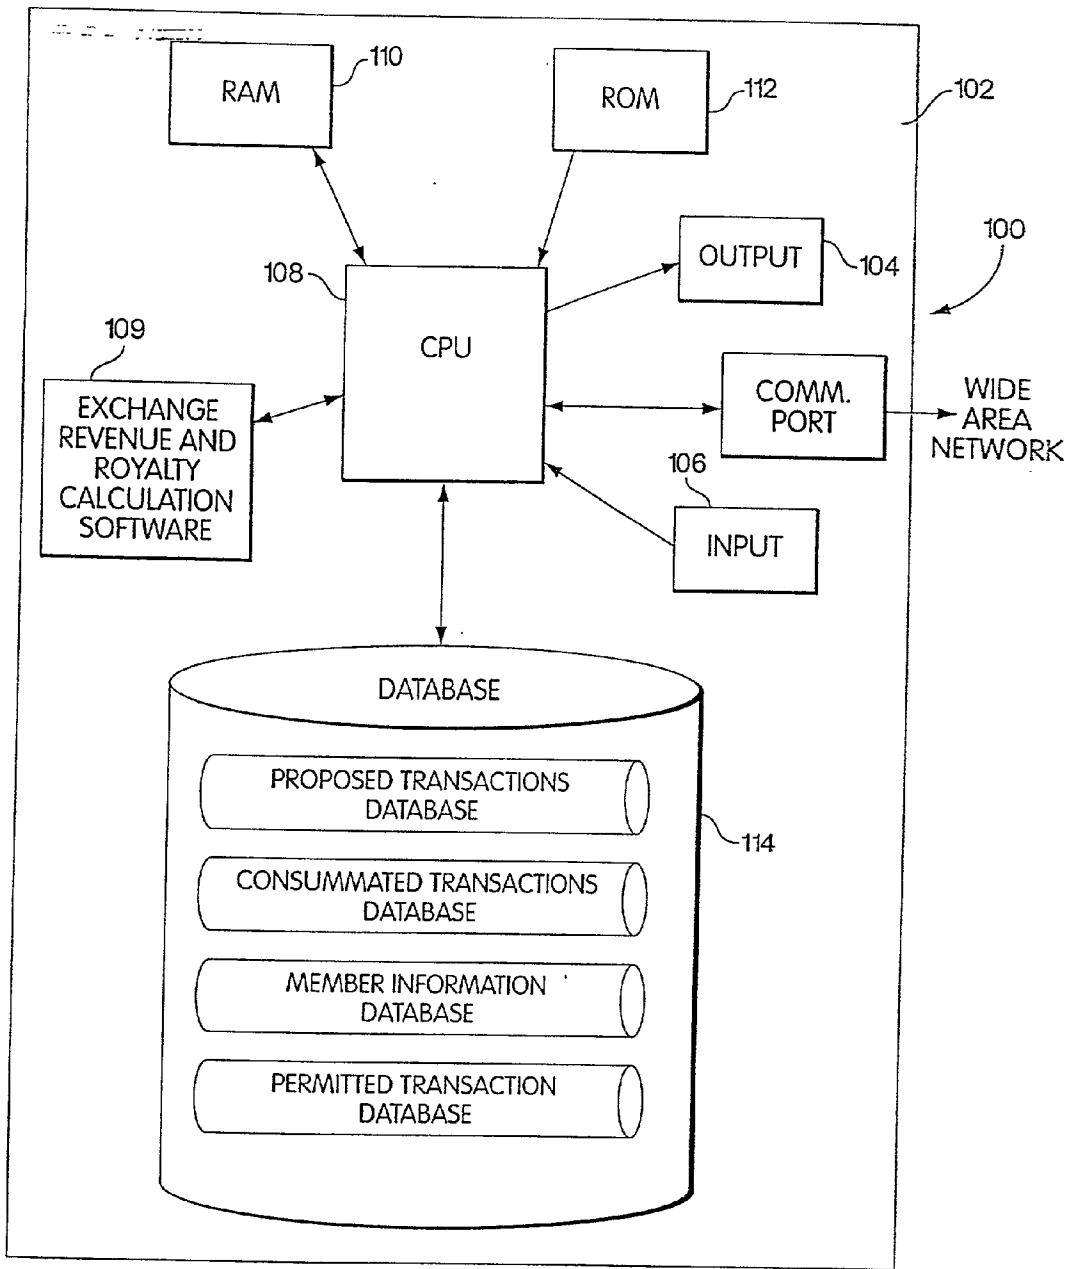 RAM
110
ROM
112
102
100
OUTPUT
104
108
CPU
109
EXCHANGE
REVENUE AND
ROYALTY
CALCULATION
SOFTWARE
COMM.
PORT
WIDE
AREA
NETWORK
106
INPUT
DATABASE
PROPOSED TRANSACTIONS
DATABASE
114
CONSUMMATED TRANSACTIONS
DATABASE
MEMBER INFORMATION
DATABASE
PERMITTED TRANSACTION
DATABASE